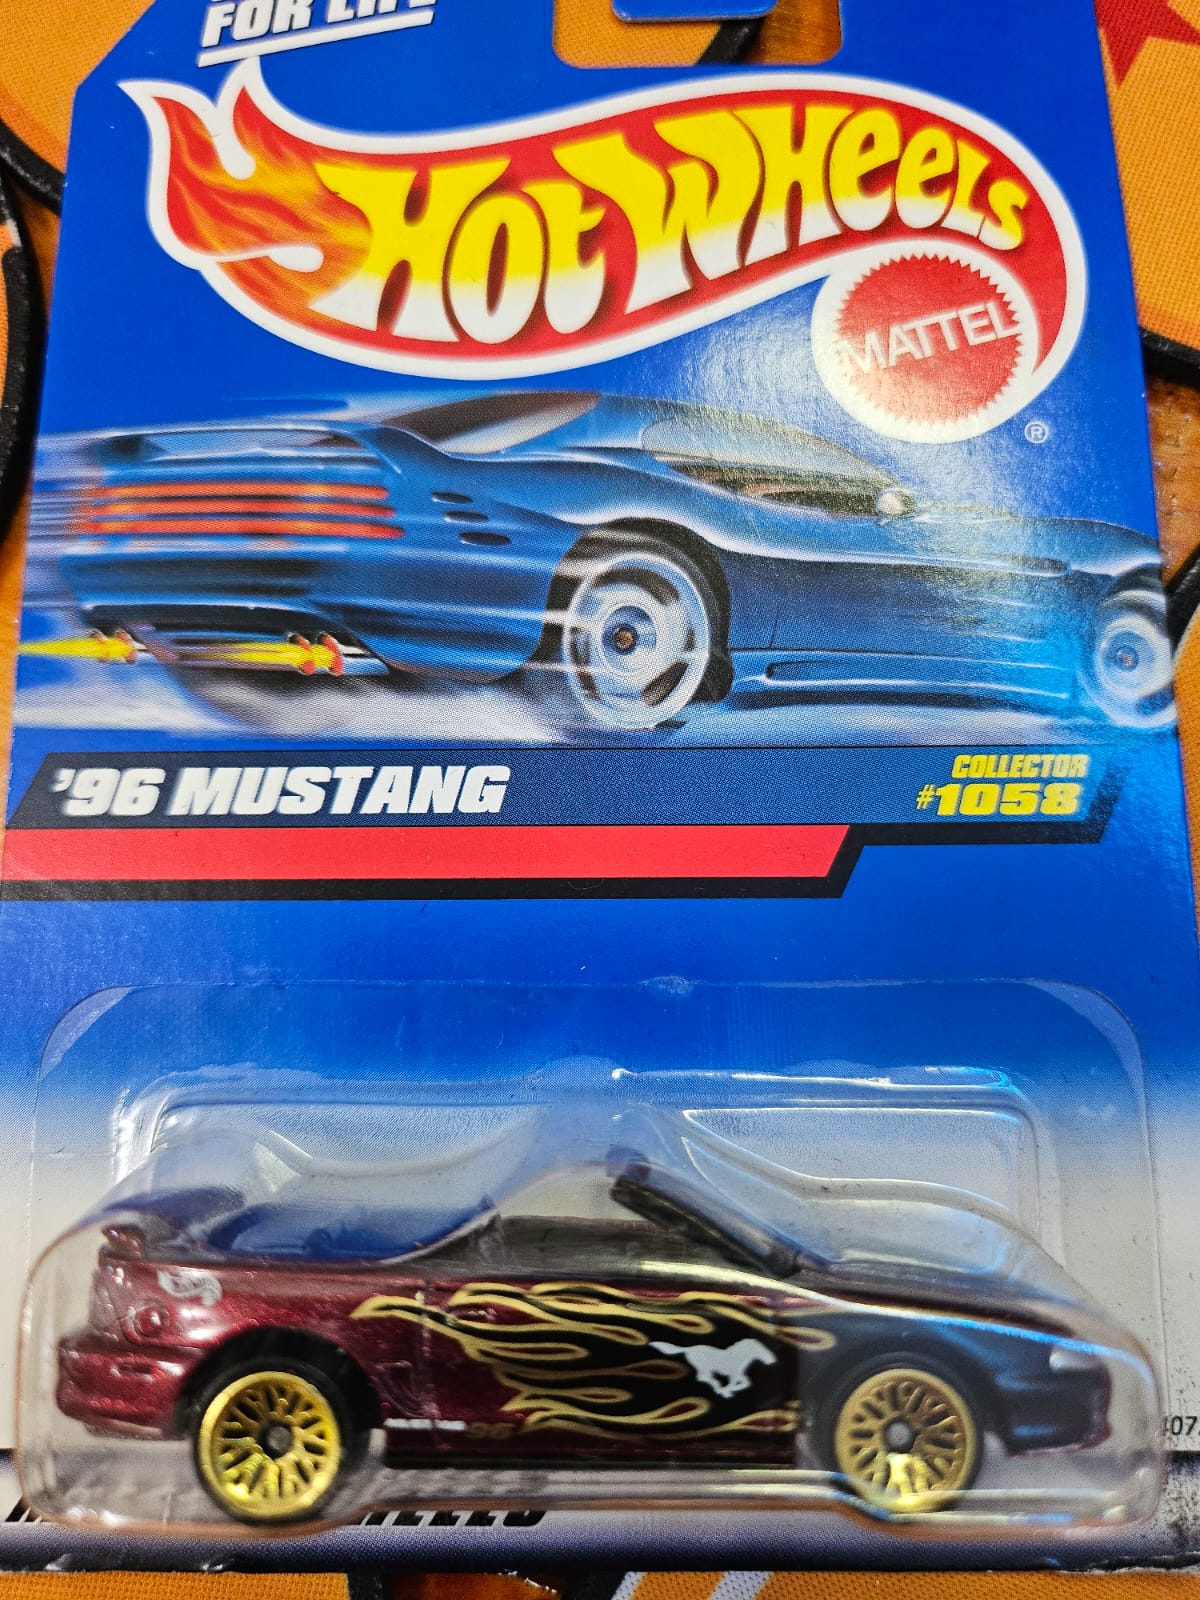 FOR LIFE
HOT WHEELS
MATTEL
®
'96 MUSTANG
COLLECTOR
#1058